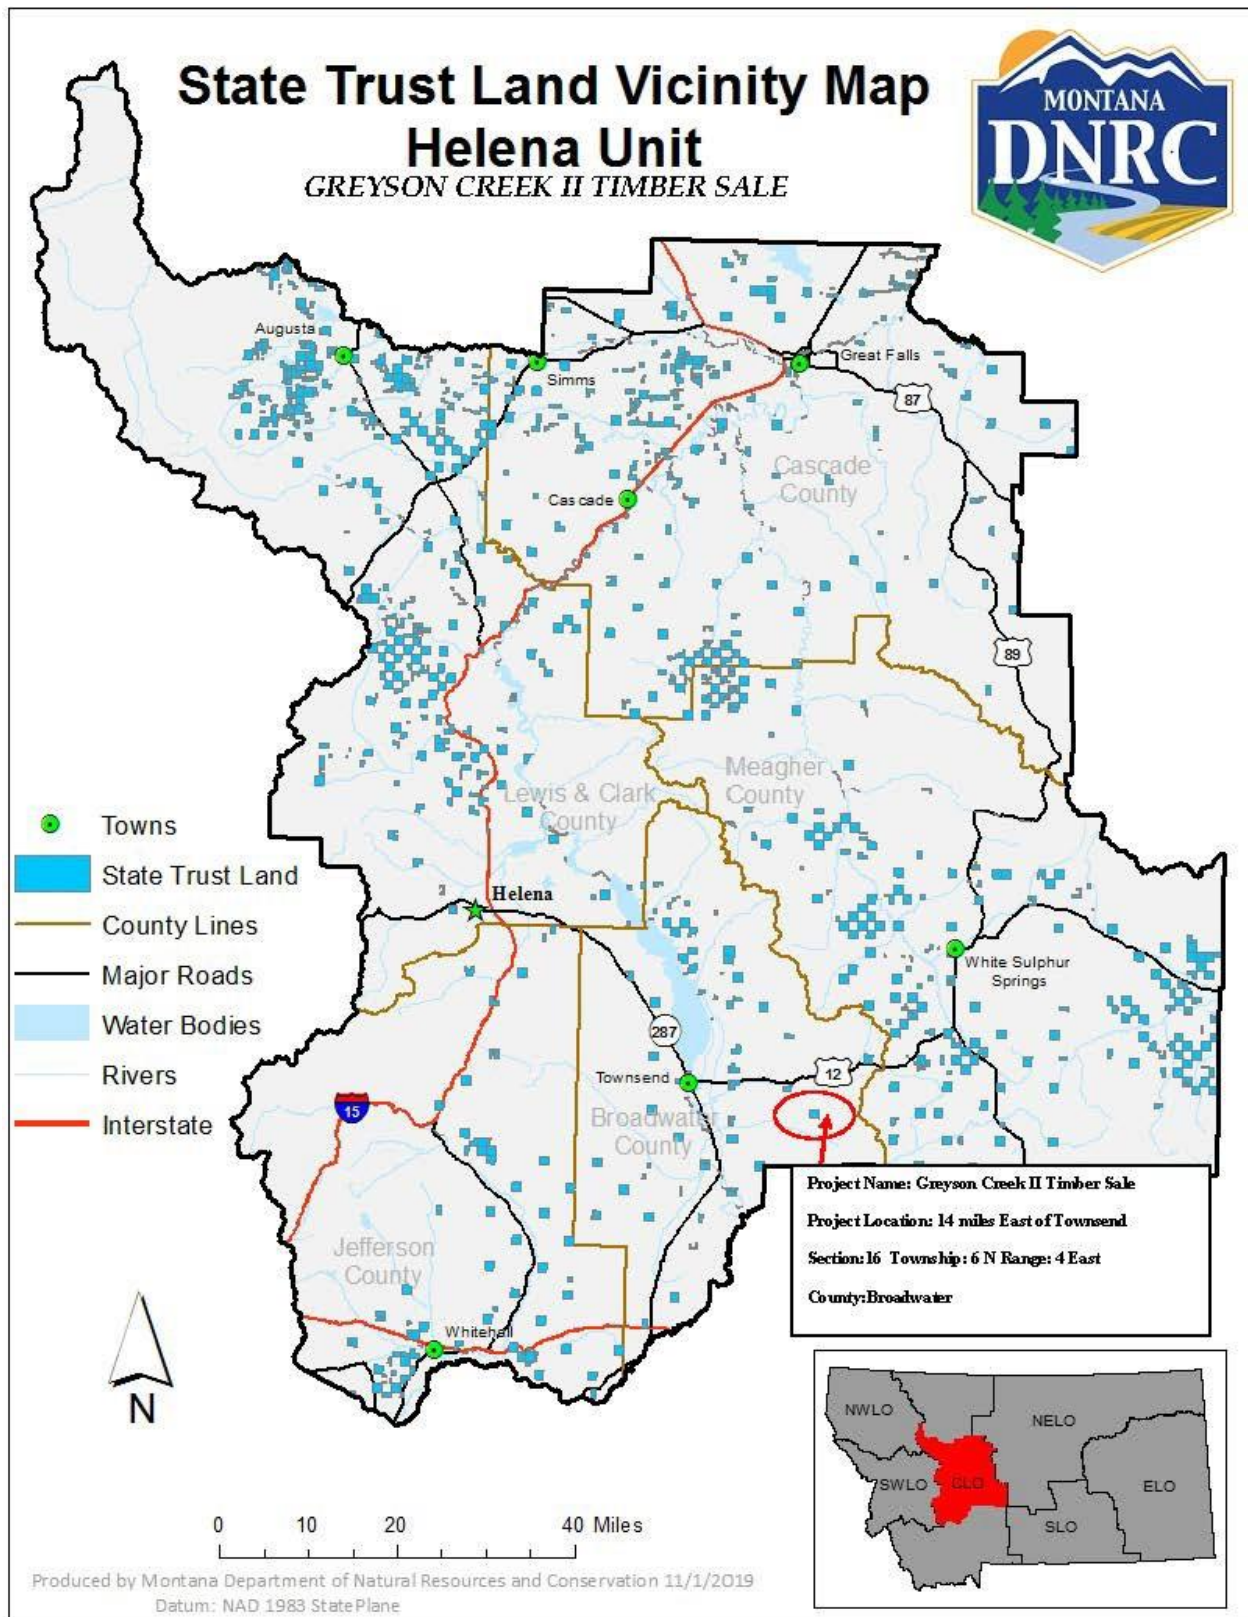 State Trust Land Vicinity Map
Helena Unit
GREYSON CREEK II TIMBER SALE
MONTANA
DNRC
Augusta
Simms
Great Falls
87
Cascade
County
Cascade
89
Meagher
County
Lewis & Clark
County
Towns
State Trust Land
County Lines
Major Roads
Water Bodies
Rivers
Interstate
Helena
White Sulphur
Springs
287
12
Townsend
15
Broadwater
County
Jefferson
County
Whitehall
Project Name: Greyson Creek II Timber Sale
Project Location: 14 miles East of Townsend
Section:16 Township: 6 N Range: 4 East
County:Broadwater
N
NWLO
NELO
SWLO
CLO
ELO
SLO
0 10 20 40 Miles
Produced by Montana Department of Natural Resources and Conservation 11/1/2019
Datum: NAD 1983 StatePlane